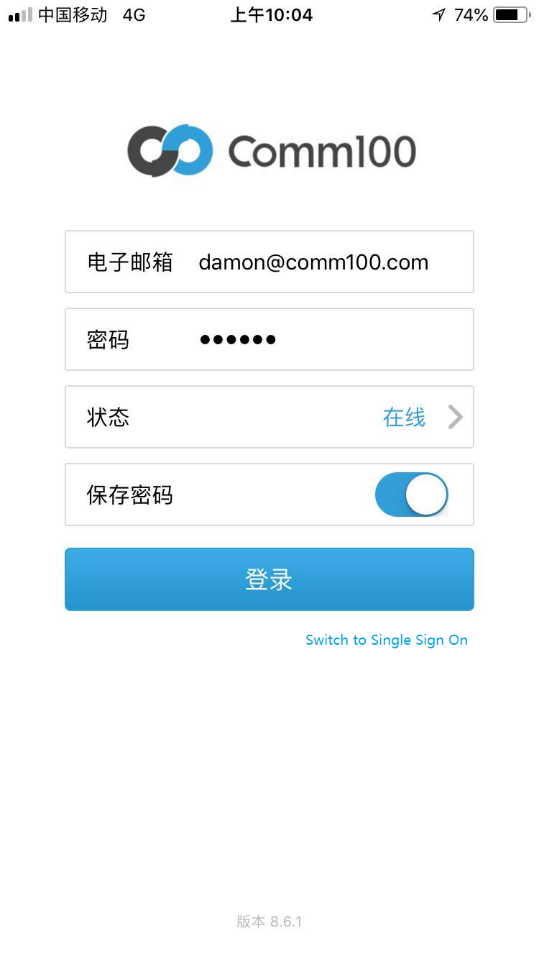 中国移动 4G 上午10:04 74%
Comm100
电子邮箱 damon@comm100.com
密码 ••••••
状态 在线
保存密码
登录
Switch to Single Sign On
版本 8.6.1